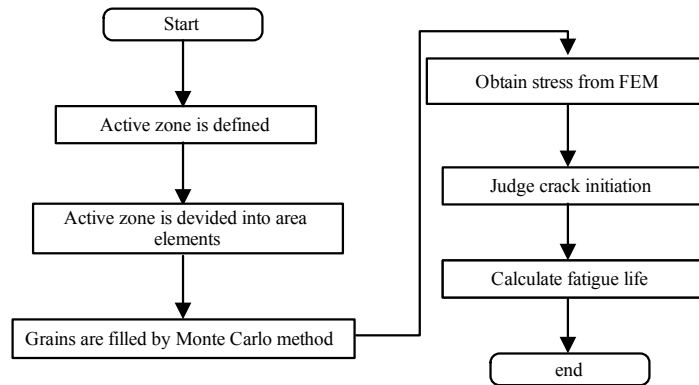 Start
Active zone is defined
Active zone is devided into area
elements
Grains are filled by Monte Carlo method
Obtain stress from FEM
Judge crack initiation
Calculate fatigue life
end